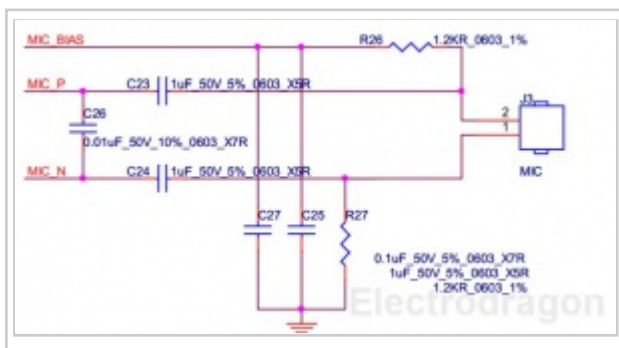 MIC_BIAS
R26 1.2KR_0603_1%
MIC_P
C23 1uF_50V_5%_0603_X5R
C26
J3
2
1
0.01uF_50V_10%_0603_X7R
MIC_N
C24 1uF_50V_5%_0603_X5R
MIC
C27 C25 R27
0.1uF_50V_5%_0603_X7R
1uF_50V_5%_0603_X5R
1.2KR_0603_1%
Electrodragon